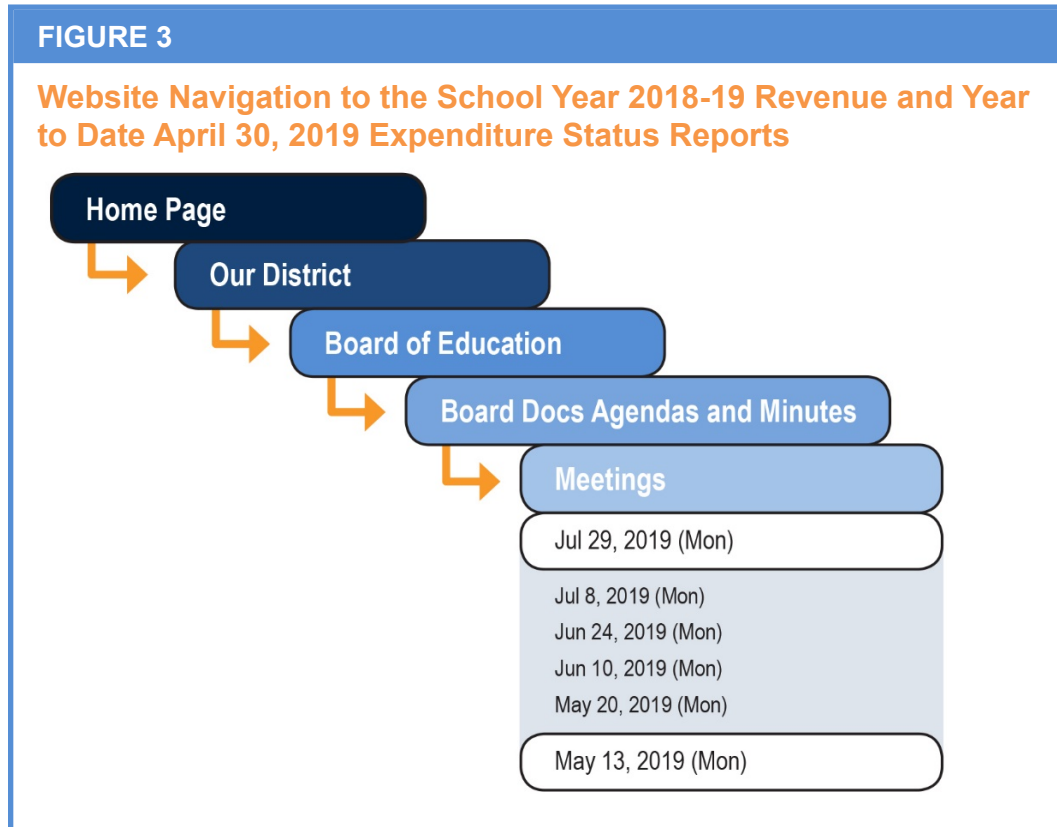 FIGURE 3
Website Navigation to the School Year 2018-19 Revenue and Year
to Date April 30, 2019 Expenditure Status Reports
Home Page
Our District
Board of Education
Board Docs Agendas and Minutes
Meetings
Jul 29, 2019 (Mon)
Jul 8, 2019 (Mon)
Jun 24, 2019 (Mon)
Jun 10, 2019 (Mon)
May 20, 2019 (Mon)
May 13, 2019 (Mon)